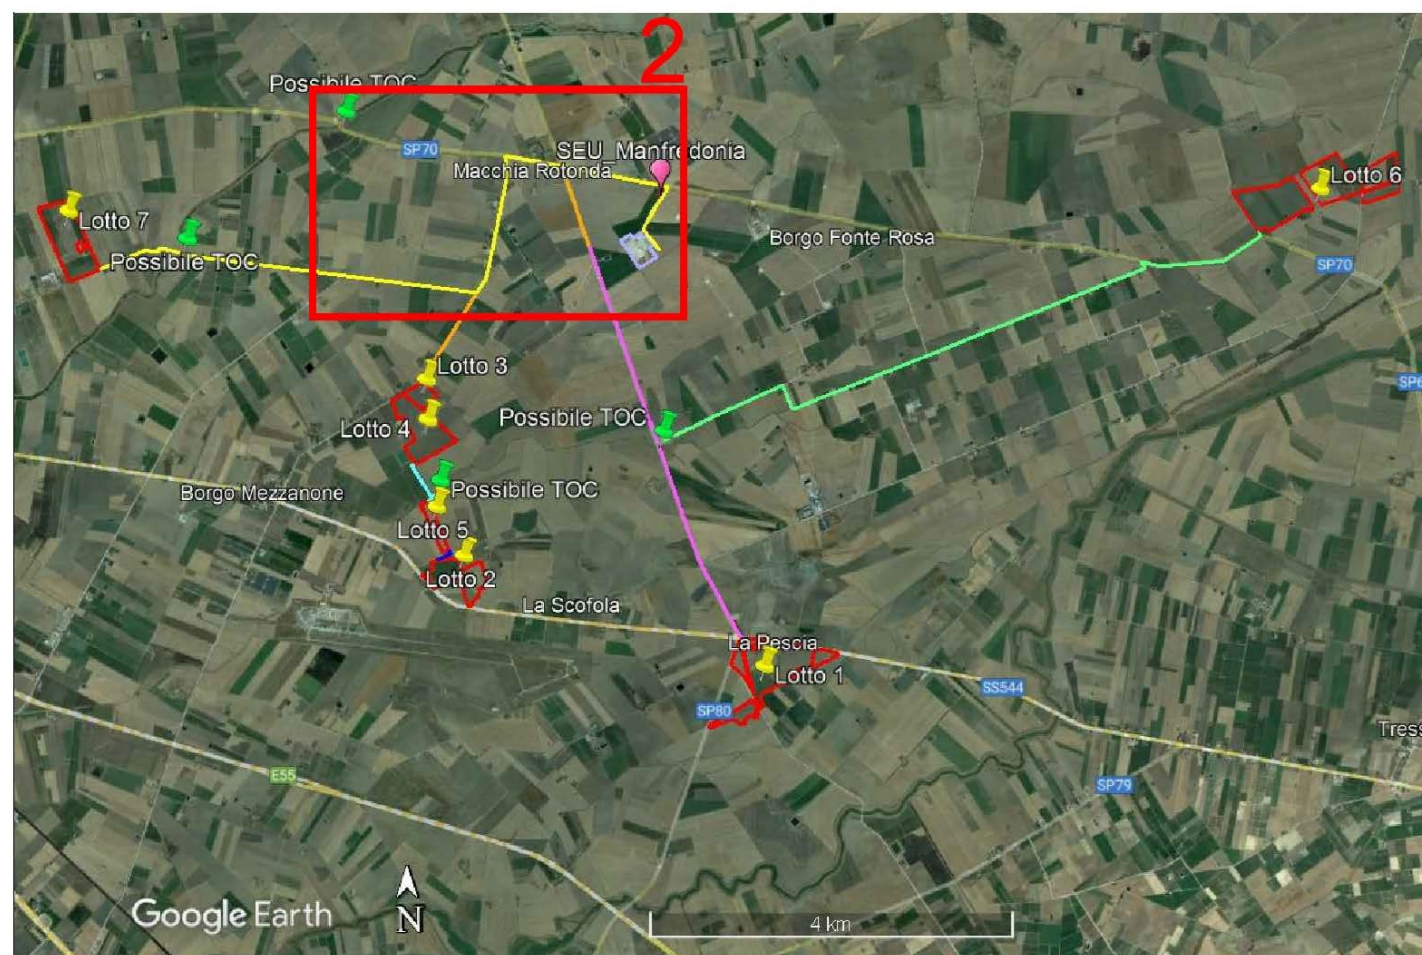 2
Possibile TOC
SP70
SEU_Manfredonia
Macchia Rotonda
Lotto 6
Lotto 7
Borgo Fonte Rosa
Possibile TOC
SP70
Lotto 3
SP6
Possibile TOC
Lotto 4
Borgo Mezzanone
Possibile TOC
Lotto 5
Lotto 2
La Scofola
La Pescia
Lotto 1
SS544
SP80
Tress
E55
SP79
Google Earth
N
4 km